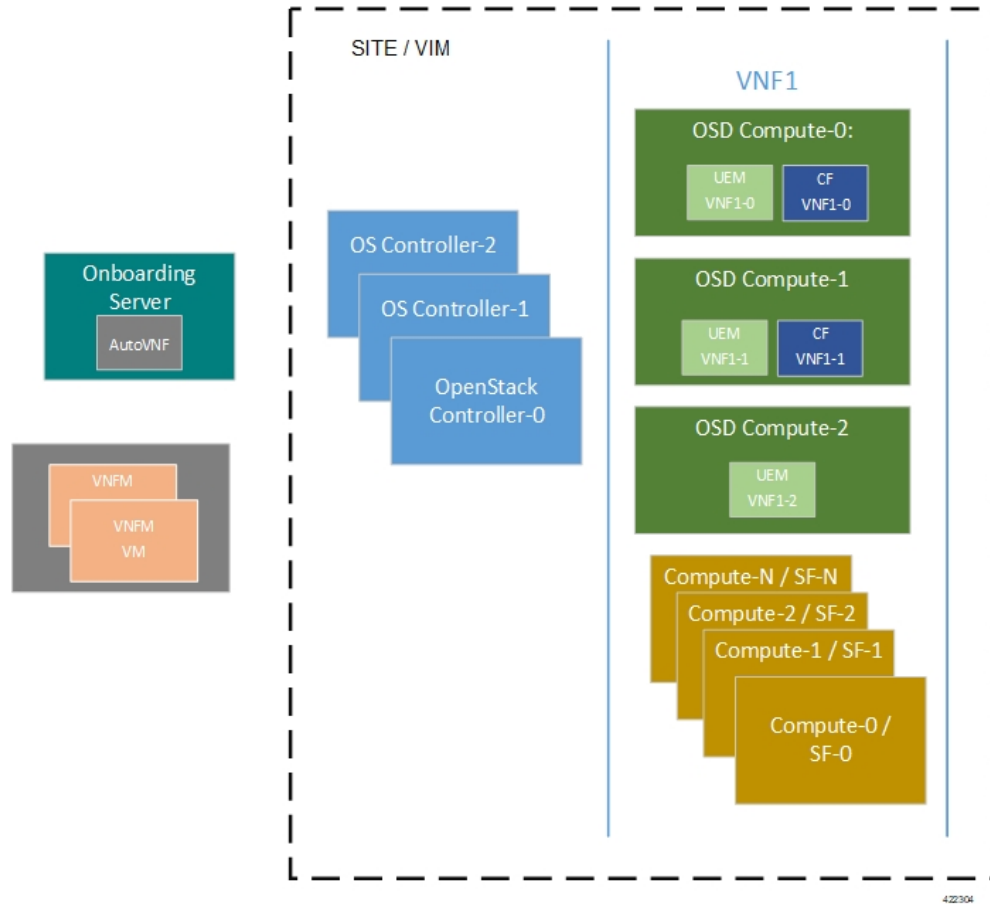 SITE / VIM
VNF1
OSD Compute-0:
UEM
VNF1-0
CF
VNF1-0
OS Controller-2
OS Controller-1
OpenStack
Controller-0
Onboarding
Server
AutoVNF
OSD Compute-1
UEM
VNF1-1
CF
VNF1-1
OSD Compute-2
UEM
VNF1-2
VNFM
VNFM
VM
Compute-N / SF-N
Compute-2 / SF-2
Compute-1 / SF-1
Compute-0 /
SF-0
422304